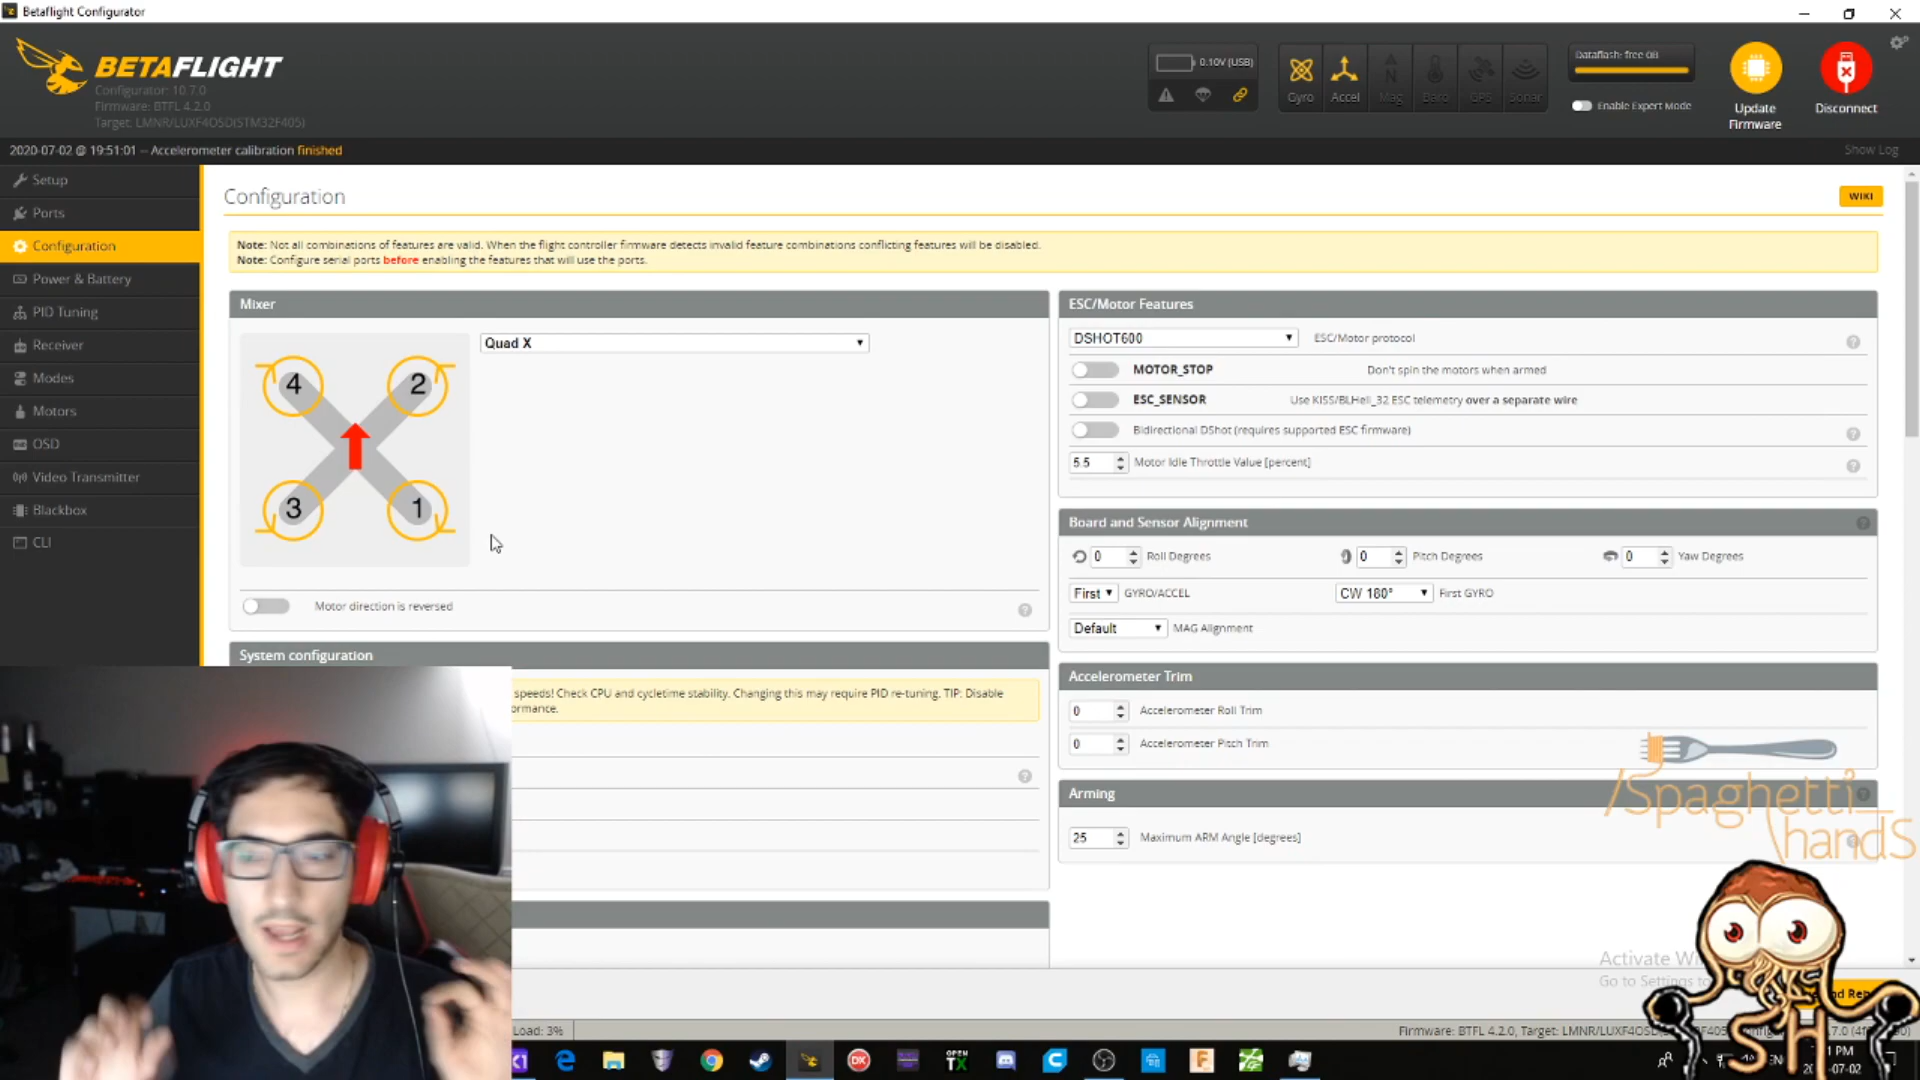 Betaflight Configurator
BETAFLIGHT
Configurator: 10.7.0
Firmware: BTFL 4.2.0
Target: LMNR/LUXF4OSD(STM32F405)
0.10V (USB)
Gyro
Accel
Mag
Baro
GPS
Sonar
Dataflash: free 0B
Enable Expert Mode
Update
Firmware
Disconnect
2020-07-02 @ 19:51:01 -- Accelerometer calibration finished
Show Log
Setup
Ports
Configuration
Power & Battery
PID Tuning
Receiver
Modes
Motors
OSD
Video Transmitter
Blackbox
CLI
Configuration
WIKI
Note: Not all combinations of features are valid. When the flight controller firmware detects invalid feature combinations conflicting features will be disabled.
Note: Configure serial ports before enabling the features that will use the ports.
Mixer
Quad X
4
2
3
1
Motor direction is reversed
System configuration
speeds! Check CPU and cycletime stability. Changing this may require PID re-tuning. TIP: Disable
ormance.
ESC/Motor Features
DSHOT600
ESC/Motor protocol
MOTOR_STOP
Don't spin the motors when armed
ESC_SENSOR
Use KISS/BLHeli_32 ESC telemetry over a separate wire
Bidirectional DShot (requires supported ESC firmware)
5.5
Motor Idle Throttle Value [percent]
Board and Sensor Alignment
0 Roll Degrees
0 Pitch Degrees
0 Yaw Degrees
First
GYRO/ACCEL
CW 180°
First GYRO
Default
MAG Alignment
Accelerometer Trim
0 Accelerometer Roll Trim
0 Accelerometer Pitch Trim
Arming
25 Maximum ARM Angle [degrees]
/Spaghetti_
\handS
Activate
Go to Settings
Load: 3%
Firmware: BTFL 4.2.0, Target: LMNR/LUXF4OSD
OPEN
TX
DX
F
SH